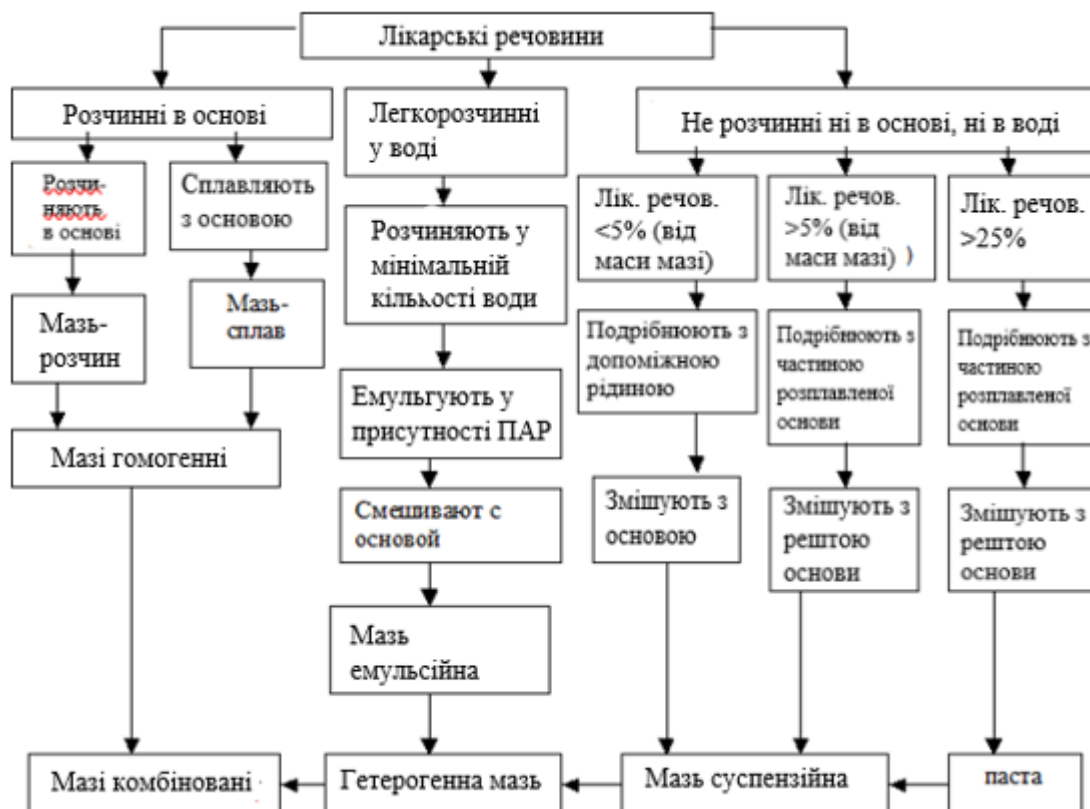 Лікарські речовини
Розчинні в основі
Легкорозчинні
у воді
Не розчинні ні в основі, ні в воді
Розчи-
няють
в основі
Сплавляють
з основою
Розчиняють у
мінімальній
кількості води
Лік. речов.
<5% (від
маси мазі)
Лік. речов.
>5% (від
маси мазі) )
Лік. речов.
>25%
Мазь-
розчин
Мазь-
сплав
Емульгують у
присутності ПАР
Подрібнюють з
допоміжною
рідиною
Подрібнюють з
частиною
розплавленої
основи
Подрібнюють з
частиною
розплавленої
основи
Мазі гомогенні
Смешивают с
основой
Змішують з
основою
Змішують з
рештою
основи
Змішують з
рештою
основи
Мазь
емульсійна
Мазі комбіновані
Гетерогенна мазь
Мазь суспензійна
паста